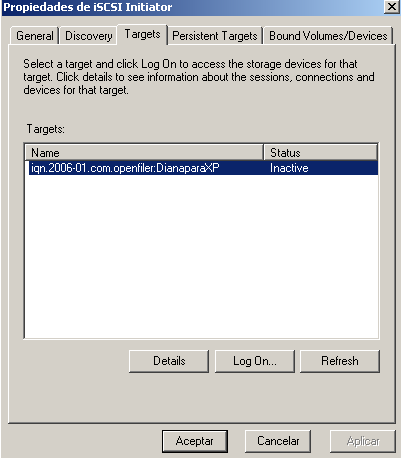 Propiedades de iSCSI Initiator
General Discovery Targets Persistent Targets Bound Volumes/Devices
Select a target and click Log On to access the storage devices for that
target. Click details to see information about the sessions, connections and
devices for that target.
Targets:
Name Status
iqn.2006-01.com.openfiler:DianaparaXP Inactive
Details Log On... Refresh
Aceptar Cancelar Aplicar